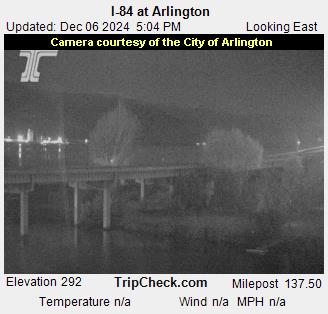 I-84 at Arlington
Updated: Dec 06 2024 5:04 PM Looking East
Camera courtesy of the City of Arlington
Elevation 292 TripCheck.com Milepost 137.50
Temperature n/a Wind n/a MPH n/a